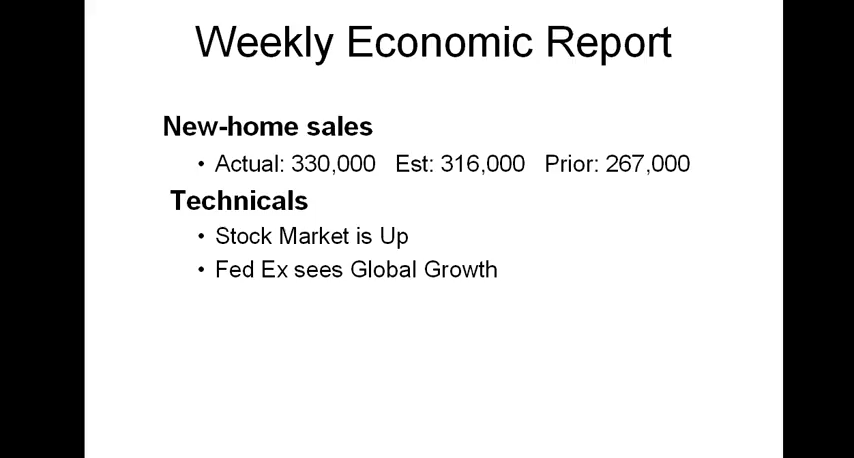 Weekly Economic Report
New-home sales
• Actual: 330,000 Est: 316,000 Prior: 267,000
Technicals
• Stock Market is Up
• Fed Ex sees Global Growth